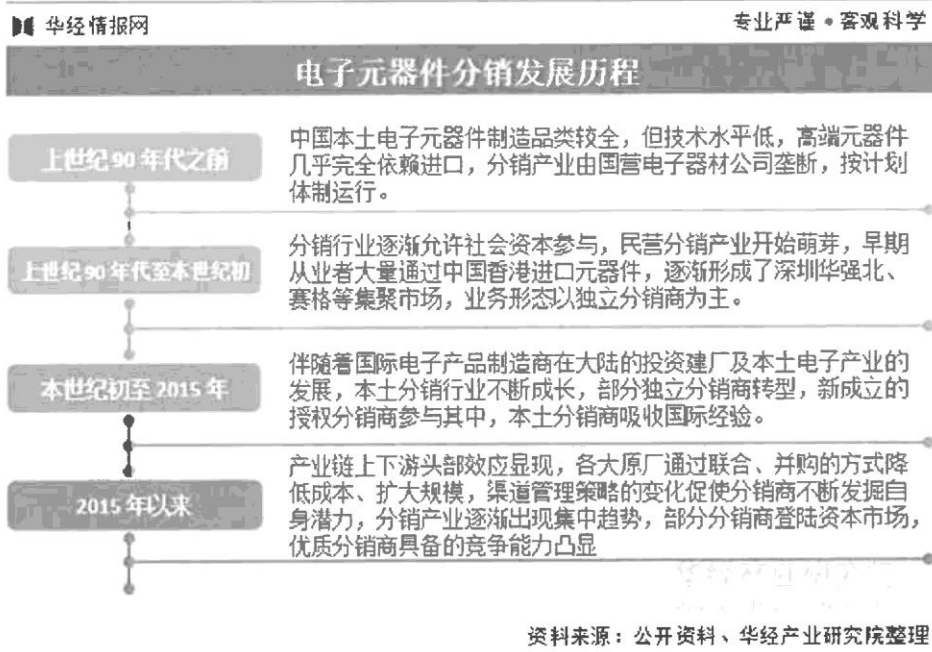 华经情报网
专业严谨 • 客观科学
电子元器件分销发展历程
上世纪90年代之前
中国本土电子元器件制造品类较全，但技术水平低，高端元器件
几乎完全依赖进口，分销产业由国营电子器材公司垄断，按计划
体制运行。
上世纪90年代至本世纪初
分销行业逐渐允许社会资本参与，民营分销产业开始萌芽，早期
从业者大量通过中国香港进口元器件，逐渐形成了深圳华强北、
赛格等集聚市场，业务形态以独立分销商为主。
本世纪初至2015年
伴随着国际电子产品制造商在大陆的投资建厂及本土电子产业的
发展，本土分销行业不断成长，部分独立分销商转型，新成立的
授权分销商参与其中，本土分销商吸收国际经验。
2015年以来
产业链上下游头部效应显现，各大原厂通过联合、并购的方式降
低成本、扩大规模，渠道管理策略的变化促使分销商不断发掘自
身潜力，分销产业逐渐出现集中趋势，部分分销商登陆资本市场，
优质分销商具备的竞争能力凸显
资料来源：公开资料、华经产业研究院整理